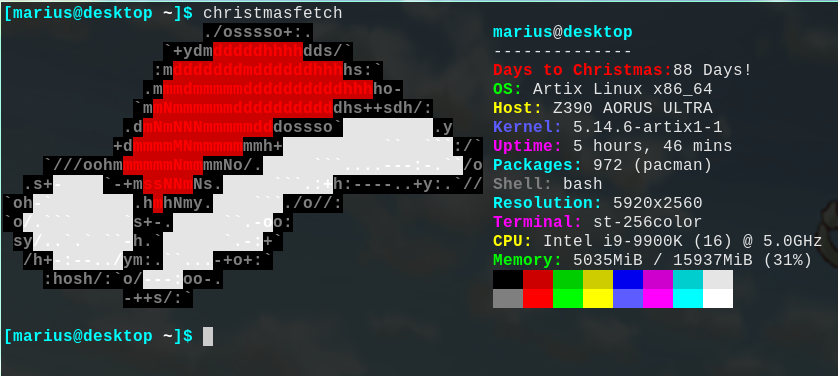 [marius@desktop ~]$ christmasfetch
marius@desktop
--------------
Days to Christmas:88 Days!
OS: Artix Linux x86_64
Host: Z390 AORUS ULTRA
Kernel: 5.14.6-artix1-1
Uptime: 5 hours, 46 mins
Packages: 972 (pacman)
Shell: bash
Resolution: 5920x2560
Terminal: st-256color
CPU: Intel i9-9900K (16) @ 5.0GHz
Memory: 5035MiB / 15937MiB (31%)
[marius@desktop ~]$